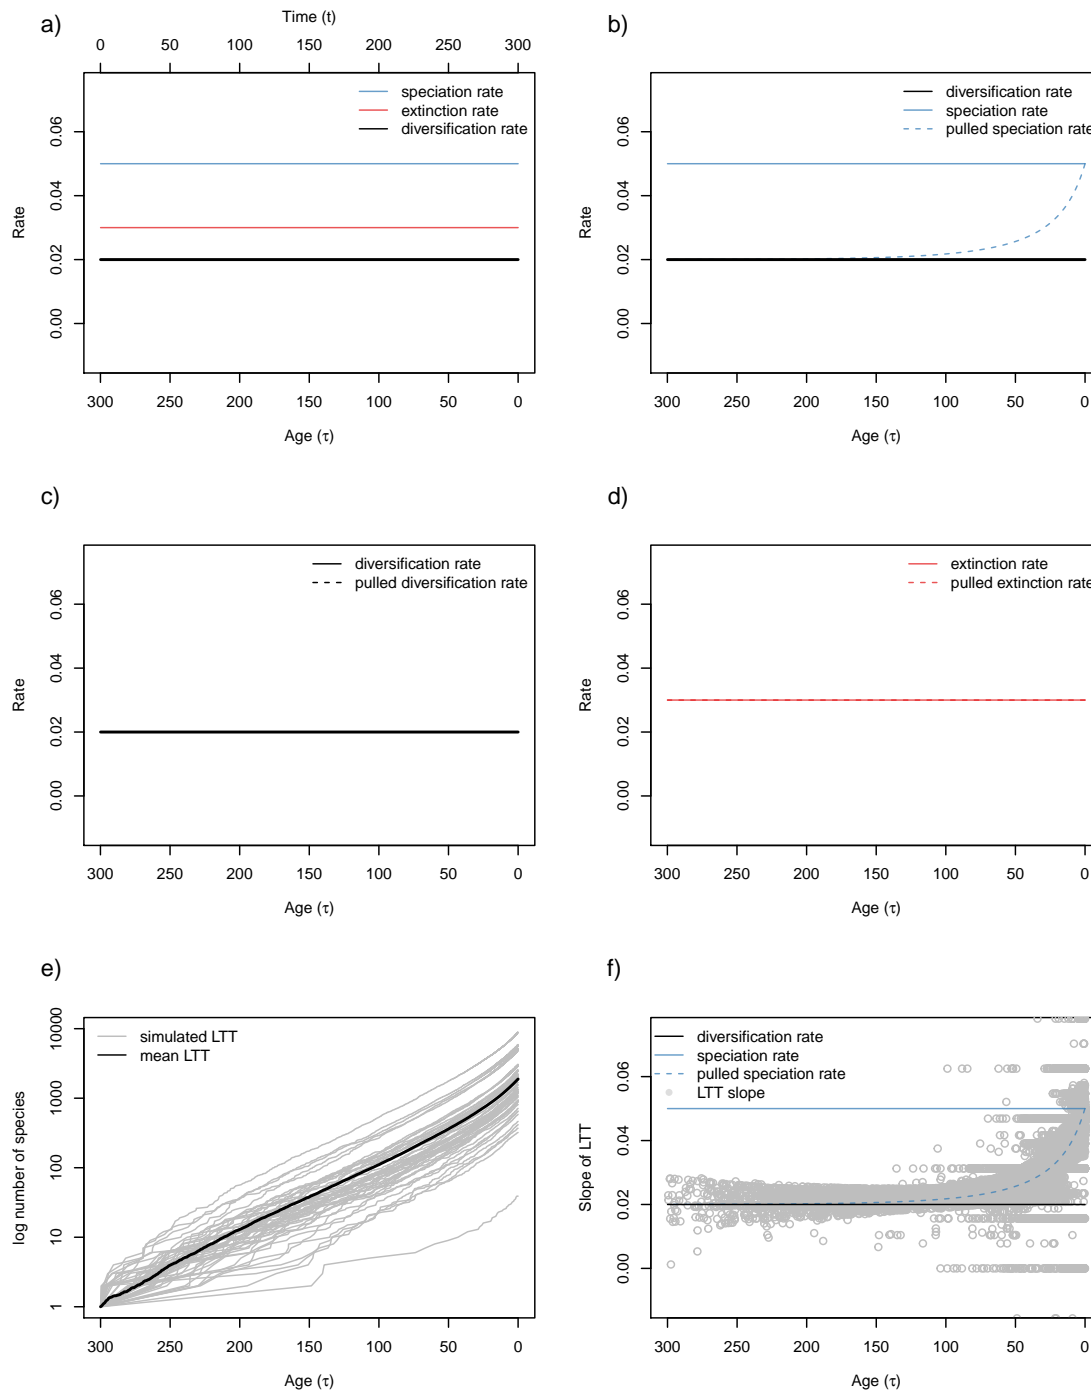 a)
Time (t)
0 50 100 150 200 250 300
speciation rate
extinction rate
diversification rate
Rate
0.00 0.02 0.04 0.06
300 250 200 150 100 50 0
Age (τ)
b)
diversification rate
speciation rate
pulled speciation rate
Rate
0.00 0.02 0.04 0.06
300 250 200 150 100 50 0
Age (τ)
c)
diversification rate
pulled diversification rate
Rate
0.00 0.02 0.04 0.06
300 250 200 150 100 50 0
Age (τ)
d)
extinction rate
pulled extinction rate
Rate
0.00 0.02 0.04 0.06
300 250 200 150 100 50 0
Age (τ)
e)
simulated LTT
mean LTT
log number of species
1 10 100 1000 10000
300 250 200 150 100 50 0
Age (τ)
f)
diversification rate
speciation rate
pulled speciation rate
LTT slope
Slope of LTT
0.00 0.02 0.04 0.06
300 250 200 150 100 50 0
Age (τ)